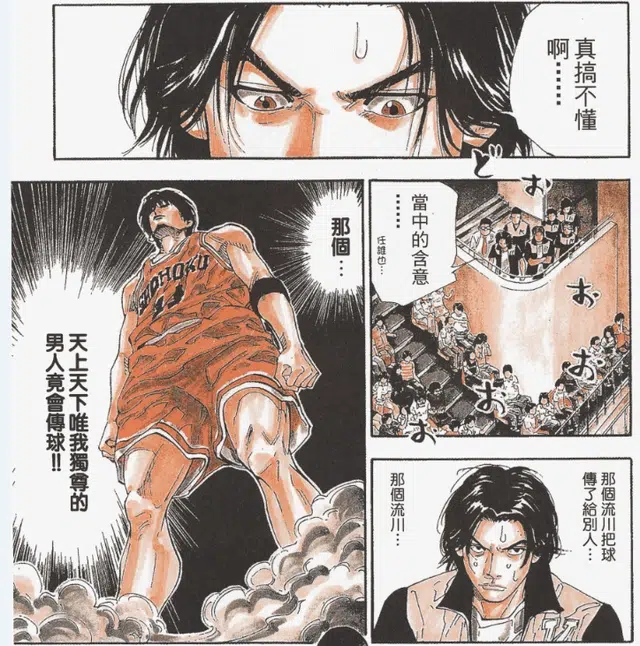 真搞不懂
啊……
ど
お
お
お
お
當中的含意
……
任誰也…
那個流川把球
傳了給別人…
那個流川…
那個…
SHOHOKU
11
天上天下唯我獨尊的
男人竟會傳球!!